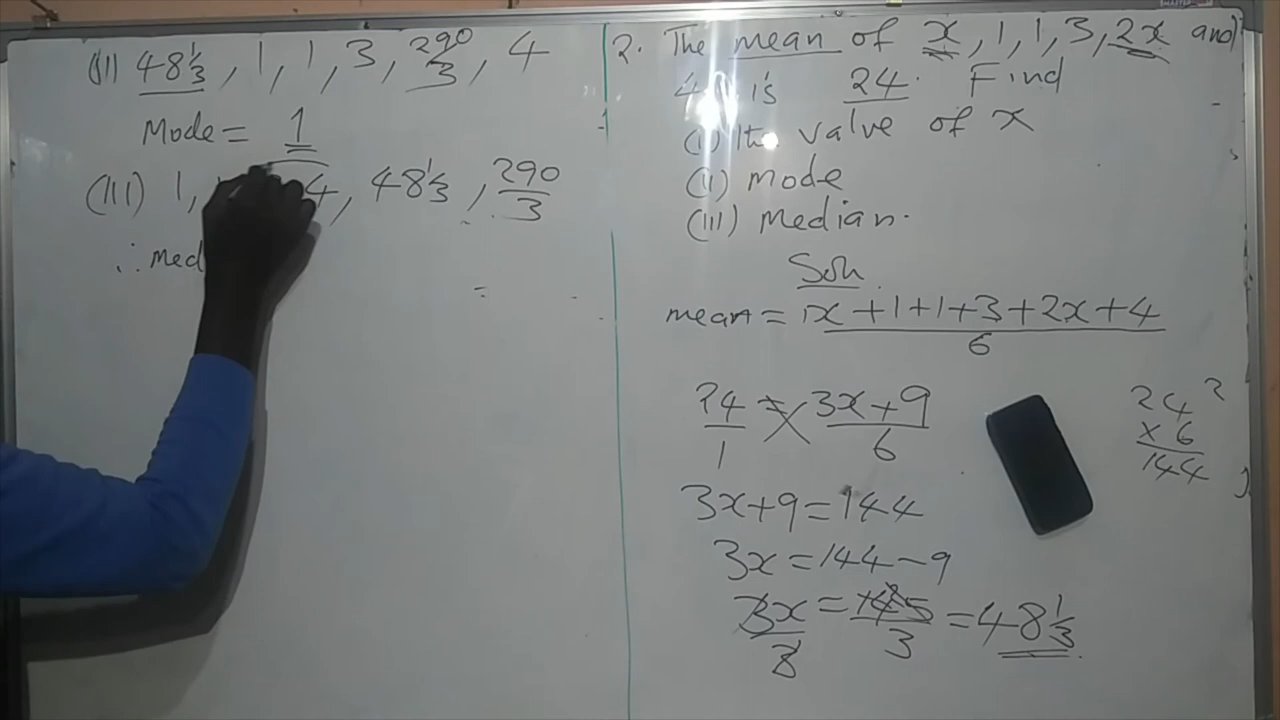 (II) 48⅓, 1, 1, 3, 290/3, 4
Mode = 1
(III) 1, 4, 48⅓, 290/3
∴ med
2. The mean of x, 1, 1, 3, 2x and
4 is 24. Find
(I) the value of x
(II) mode
(III) median.
Soln
mean = x + 1 + 1 + 3 + 2x + 4 / 6
24/1 = 3x + 9 / 6
3x + 9 = 144
3x = 144 - 9
3x/3 = 145/3 = 48⅓
24
x 6
144